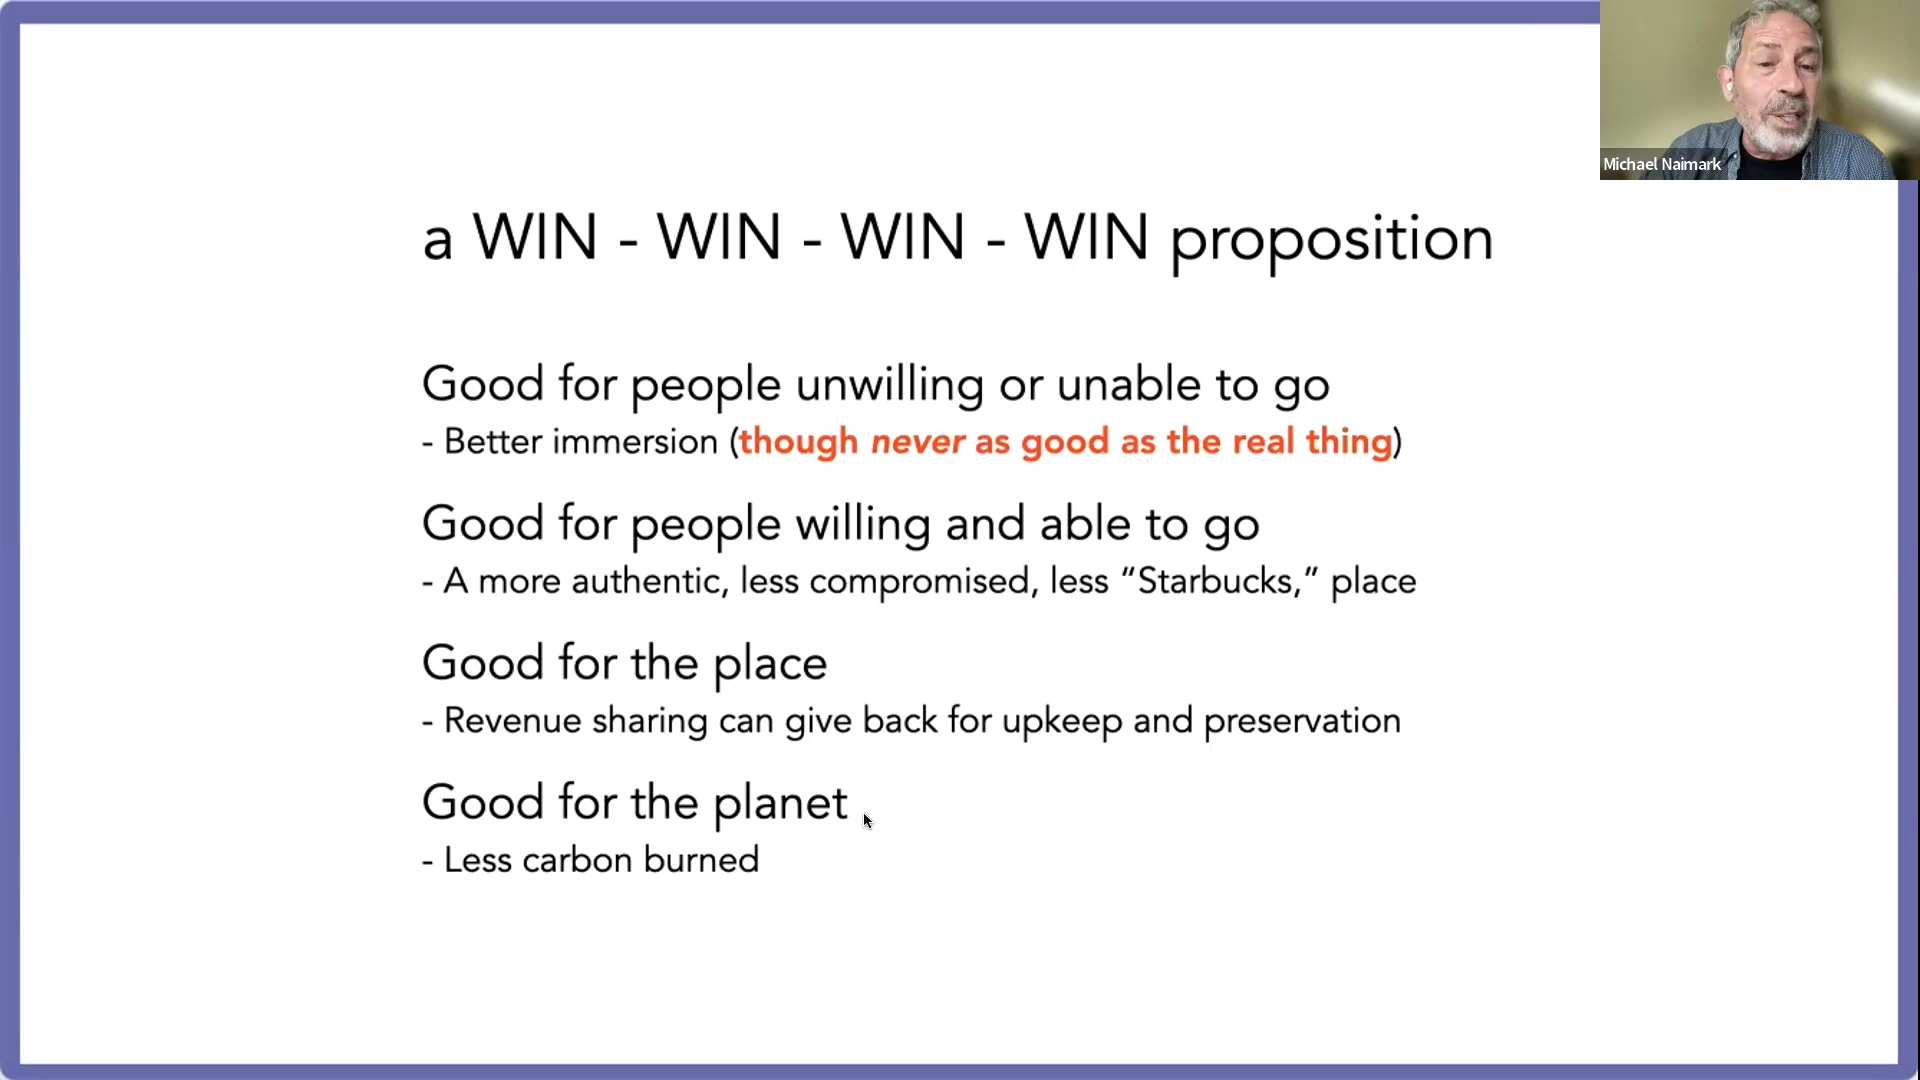 Michael Naimark
a WIN - WIN - WIN - WIN proposition
Good for people unwilling or unable to go
- Better immersion (though never as good as the real thing)
Good for people willing and able to go
- A more authentic, less compromised, less “Starbucks,” place
Good for the place
- Revenue sharing can give back for upkeep and preservation
Good for the planet
- Less carbon burned